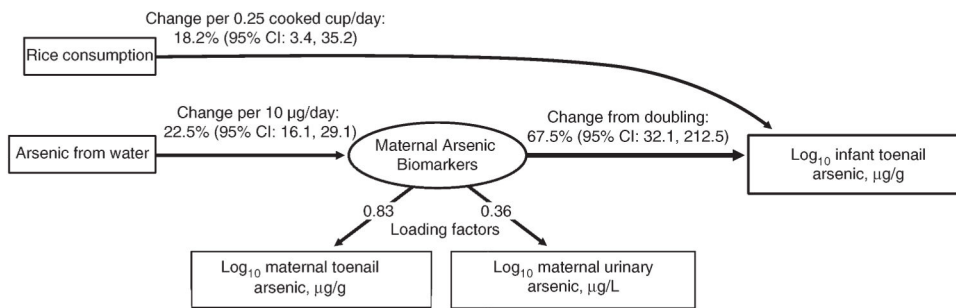 Change per 0.25 cooked cup/day:
18.2% (95% CI: 3.4, 35.2)
Rice consumption
Change per 10 µg/day:
22.5% (95% CI: 16.1, 29.1)
Change from doubling:
67.5% (95% CI: 32.1, 212.5)
Arsenic from water
Maternal Arsenic
Biomarkers
Log₁₀ infant toenail
arsenic, µg/g
0.83
0.36
Loading factors
Log₁₀ maternal toenail
arsenic, µg/g
Log₁₀ maternal urinary
arsenic, µg/L